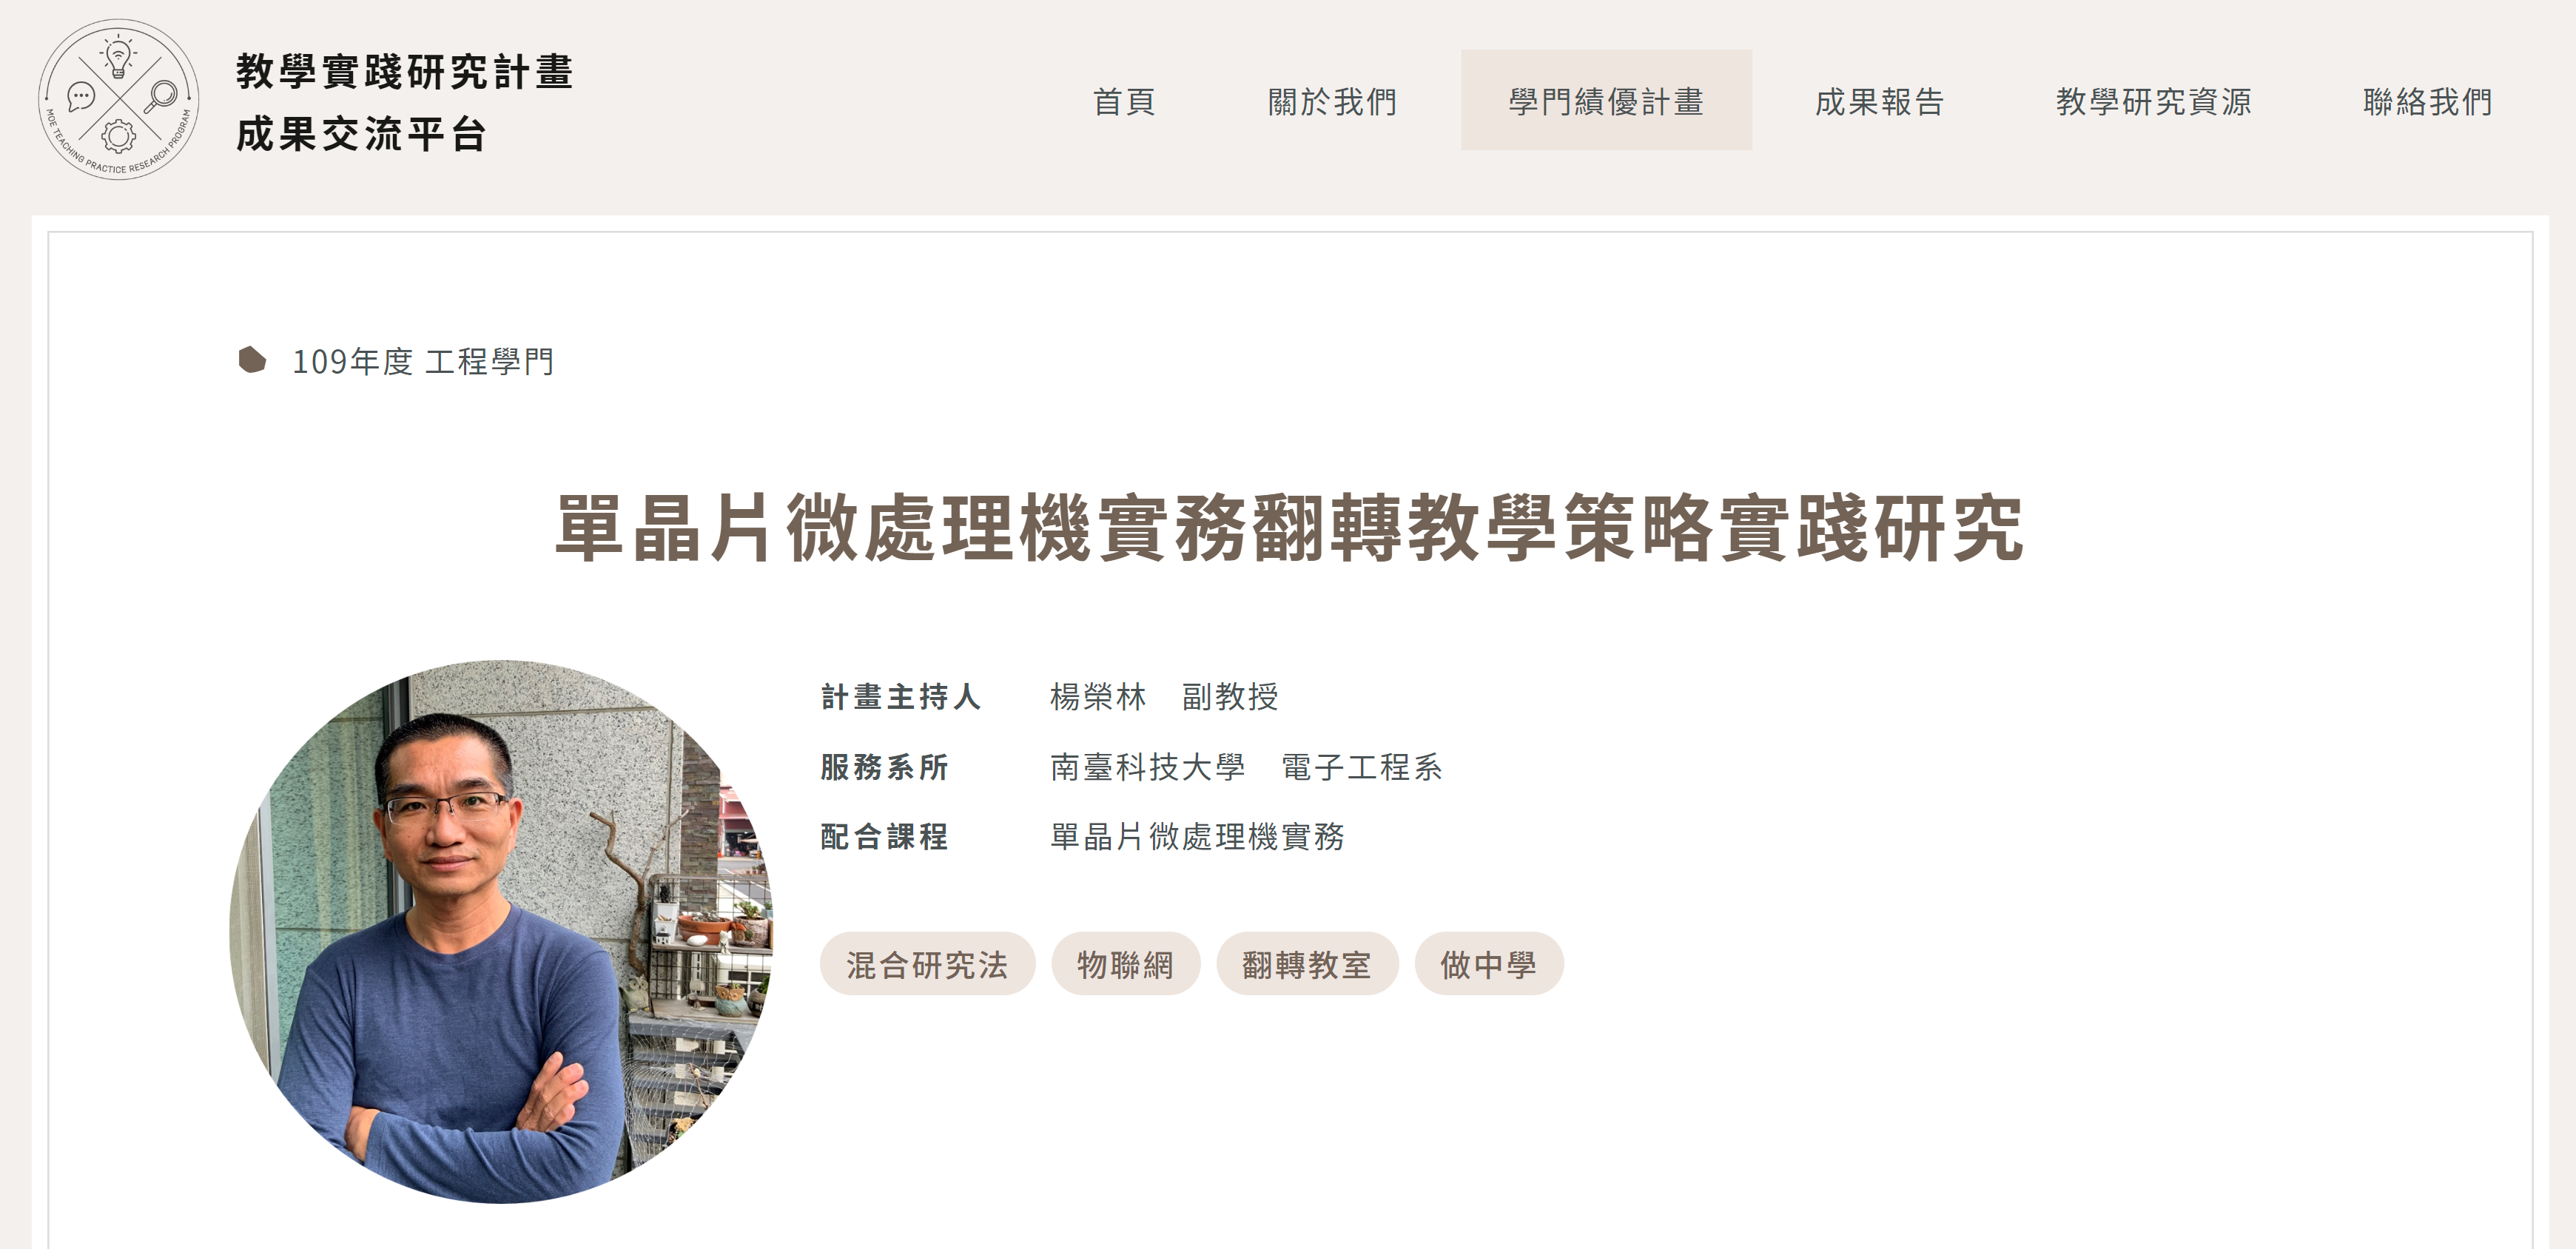 MOE TEACHING PRACTICE RESEARCH PROGRAM
教學實踐研究計畫
成果交流平台
首頁
關於我們
學門績優計畫
成果報告
教學研究資源
聯絡我們
109年度 工程學門
單晶片微處理機實務翻轉教學策略實踐研究
計畫主持人 楊榮林 副教授
服務系所 南臺科技大學 電子工程系
配合課程 單晶片微處理機實務
混合研究法 物聯網 翻轉教室 做中學